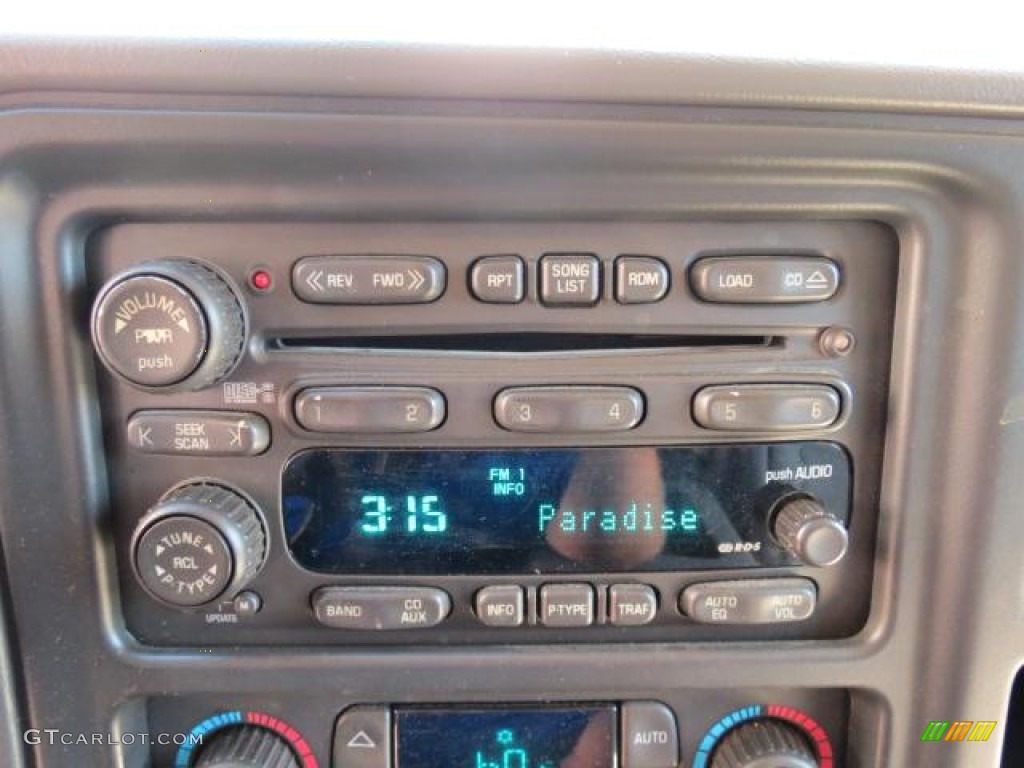 REV FWD
RPT
SONG
LIST
RDM
LOAD CD
VOLUME
PWR
push
DISC
1 2
3 4
5 6
SEEK
SCAN
FM 1
INFO
push AUDIO
3:15
Paradise
R·D·S
TUNE
RCL
P-TYPE
M
UPDATE
BAND
CD
AUX
INFO
P-TYPE
TRAF
AUTO
EQ
AUTO
VOL
AUTO
GTCARLOT.COM